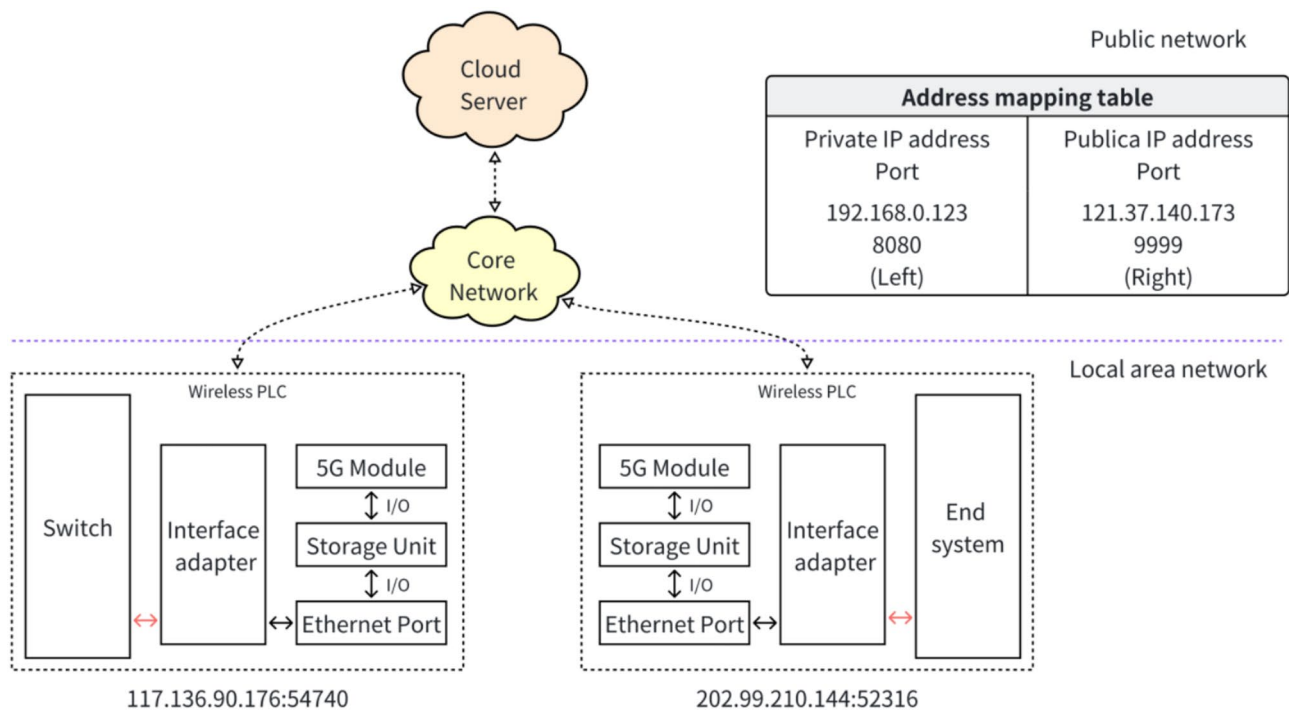 Public network
Cloud
Server
Address mapping table
Private IP address
Port
Publica IP address
Port
192.168.0.123
8080
(Left)
121.37.140.173
9999
(Right)
Core
Network
Local area network
Wireless PLC
Switch
Interface
adapter
5G Module
I/O
Storage Unit
I/O
Ethernet Port
117.136.90.176:54740
Wireless PLC
5G Module
I/O
Storage Unit
I/O
Ethernet Port
Interface
adapter
End
system
202.99.210.144:52316